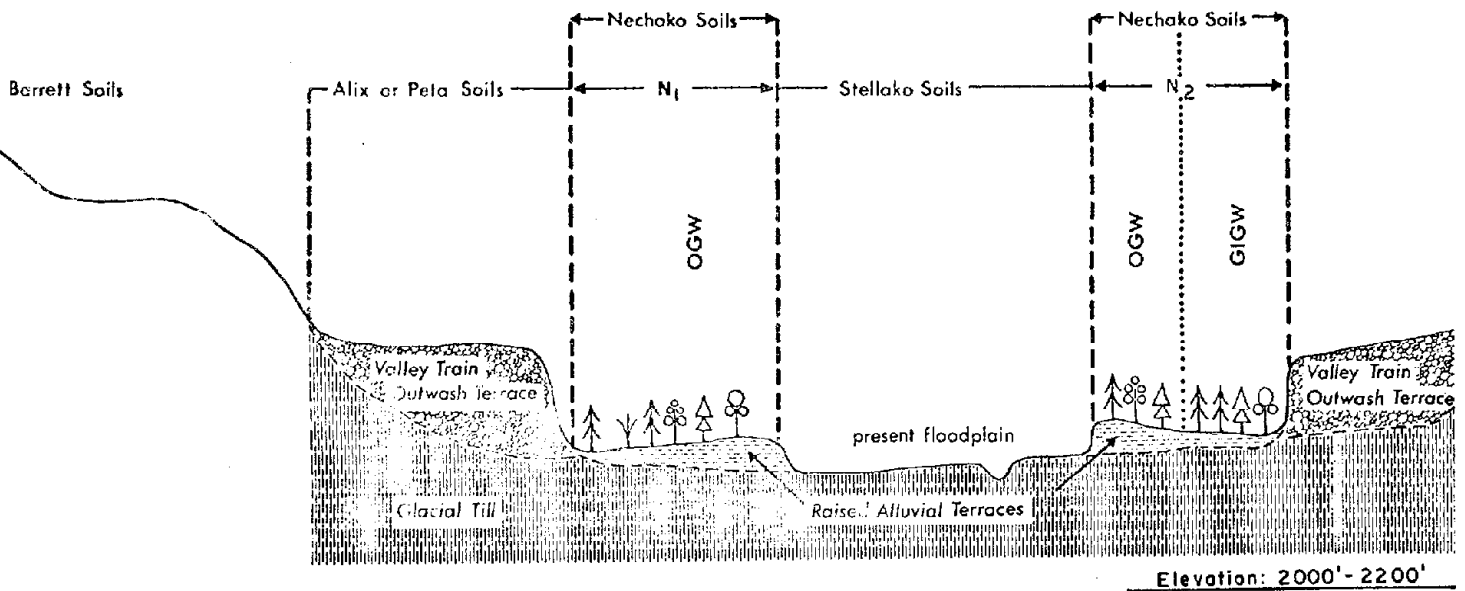 Nechako Soils
Nechako Soils
Barrett Soils
Alix or Peta Soils
N1
Stellako Soils
N2
OGW
OGW
GlGW
Valley Train
Outwash Terrace
Valley Train
Outwash Terrace
present floodplain
Glacial Till
Raised Alluvial Terraces
Elevation: 2000'-2200'